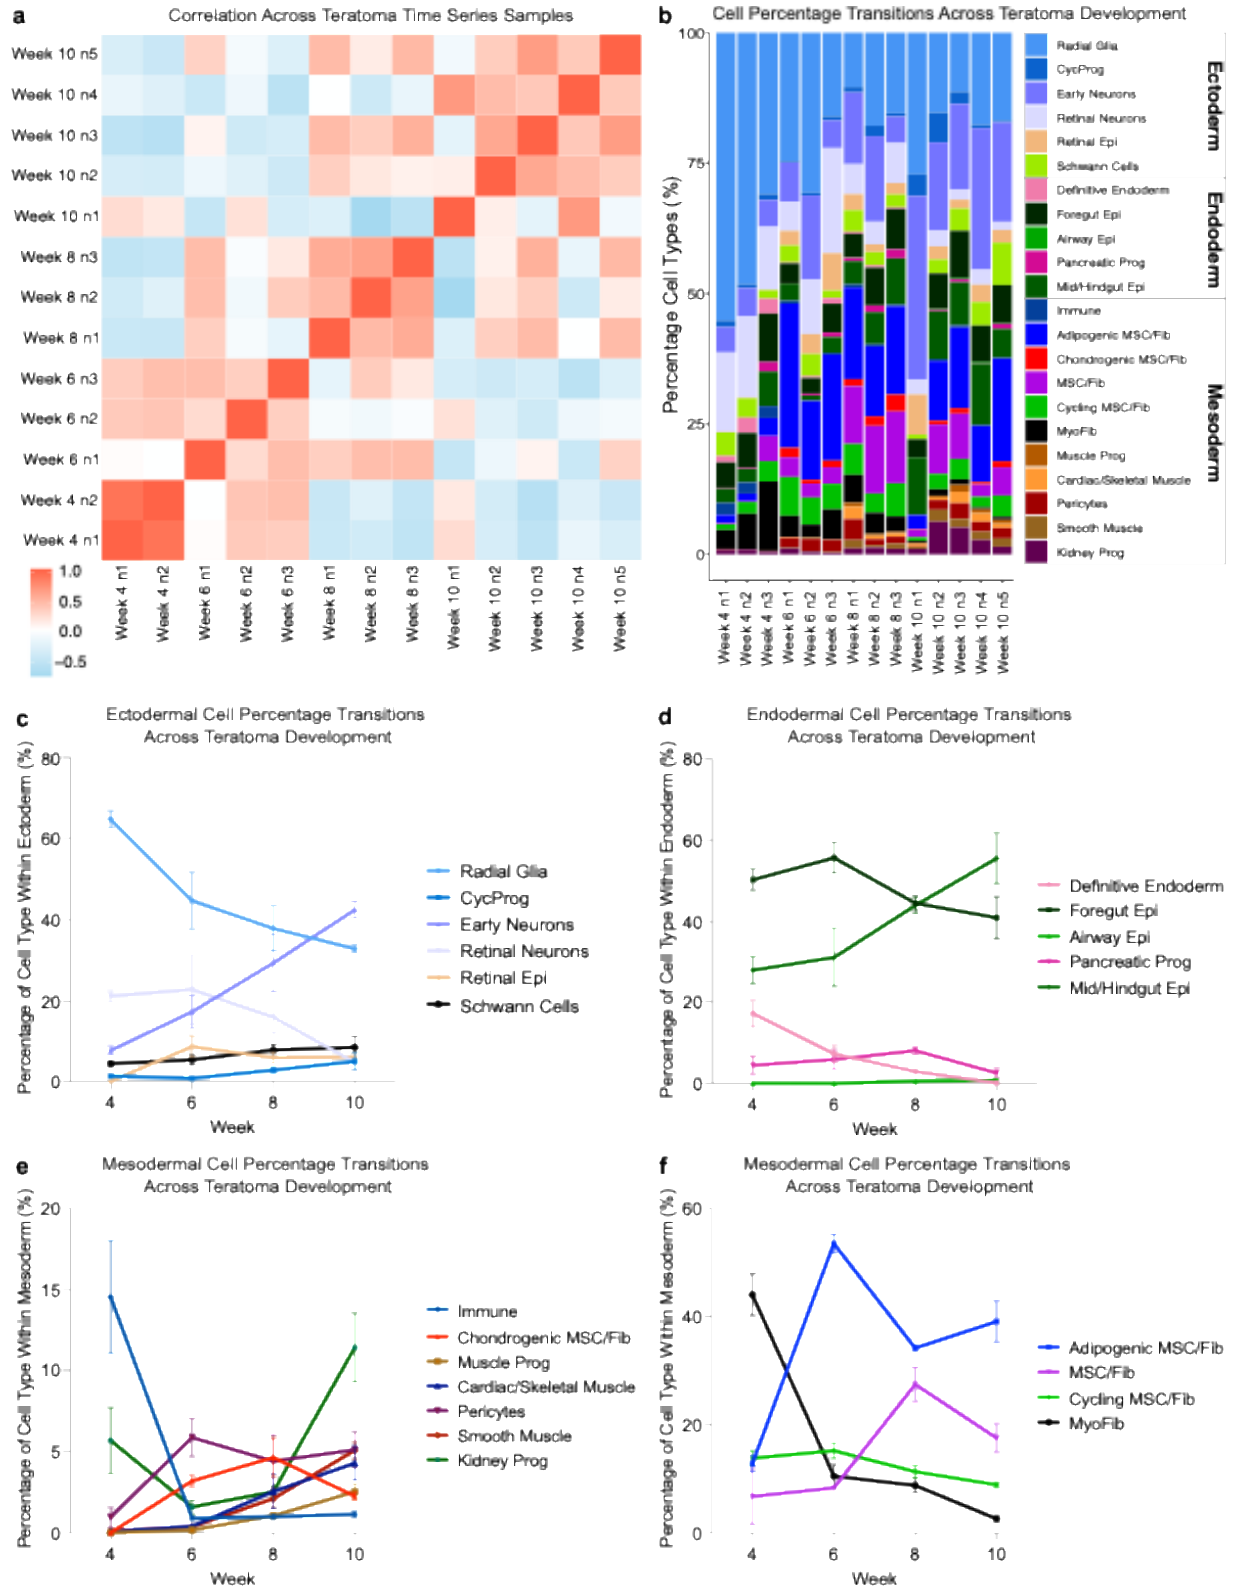 a
Correlation Across Teratoma Time Series Samples
Week 10 n5
Week 10 n4
Week 10 n3
Week 10 n2
Week 10 n1
Week 8 n3
Week 8 n2
Week 8 n1
Week 6 n3
Week 6 n2
Week 6 n1
Week 4 n2
Week 4 n1
1.0
0.5
0.0
−0.5
Week 4 n1
Week 4 n2
Week 6 n1
Week 6 n2
Week 6 n3
Week 8 n1
Week 8 n2
Week 8 n3
Week 10 n1
Week 10 n2
Week 10 n3
Week 10 n4
Week 10 n5
b
Cell Percentage Transitions Across Teratoma Development
Percentage Cell Types (%)
100
75
50
25
0
Week 4 n1
Week 4 n2
Week 4 n3
Week 6 n1
Week 6 n2
Week 6 n3
Week 8 n1
Week 8 n2
Week 8 n3
Week 10 n1
Week 10 n2
Week 10 n3
Week 10 n4
Week 10 n5
Radial Glia
CycProg
Early Neurons
Retinal Neurons
Retinal Epi
Schwann Cells
Definitive Endoderm
Foregut Epi
Airway Epi
Pancreatic Prog
Mid/Hindgut Epi
Immune
Adipogenic MSC/Fib
Chondrogenic MSC/Fib
MSC/Fib
Cycling MSC/Fib
MyoFib
Muscle Prog
Cardiac/Skeletal Muscle
Pericytes
Smooth Muscle
Kidney Prog
Ectoderm
Endoderm
Mesoderm
c
Ectodermal Cell Percentage Transitions
Across Teratoma Development
Percentage of Cell Type Within Ectoderm (%)
80
60
40
20
0
4
6
8
10
Week
Radial Glia
CycProg
Early Neurons
Retinal Neurons
Retinal Epi
Schwann Cells
d
Endodermal Cell Percentage Transitions
Across Teratoma Development
Percentage of Cell Type Within Endoderm (%)
80
60
40
20
0
4
6
8
10
Week
Definitive Endoderm
Foregut Epi
Airway Epi
Pancreatic Prog
Mid/Hindgut Epi
e
Mesodermal Cell Percentage Transitions
Across Teratoma Development
Percentage of Cell Type Within Mesoderm (%)
20
15
10
5
0
4
6
8
10
Week
Immune
Chondrogenic MSC/Fib
Muscle Prog
Cardiac/Skeletal Muscle
Pericytes
Smooth Muscle
Kidney Prog
f
Mesodermal Cell Percentage Transitions
Across Teratoma Development
Percentage of Cell Type Within Mesoderm (%)
60
40
20
0
4
6
8
10
Week
Adipogenic MSC/Fib
MSC/Fib
Cycling MSC/Fib
MyoFib